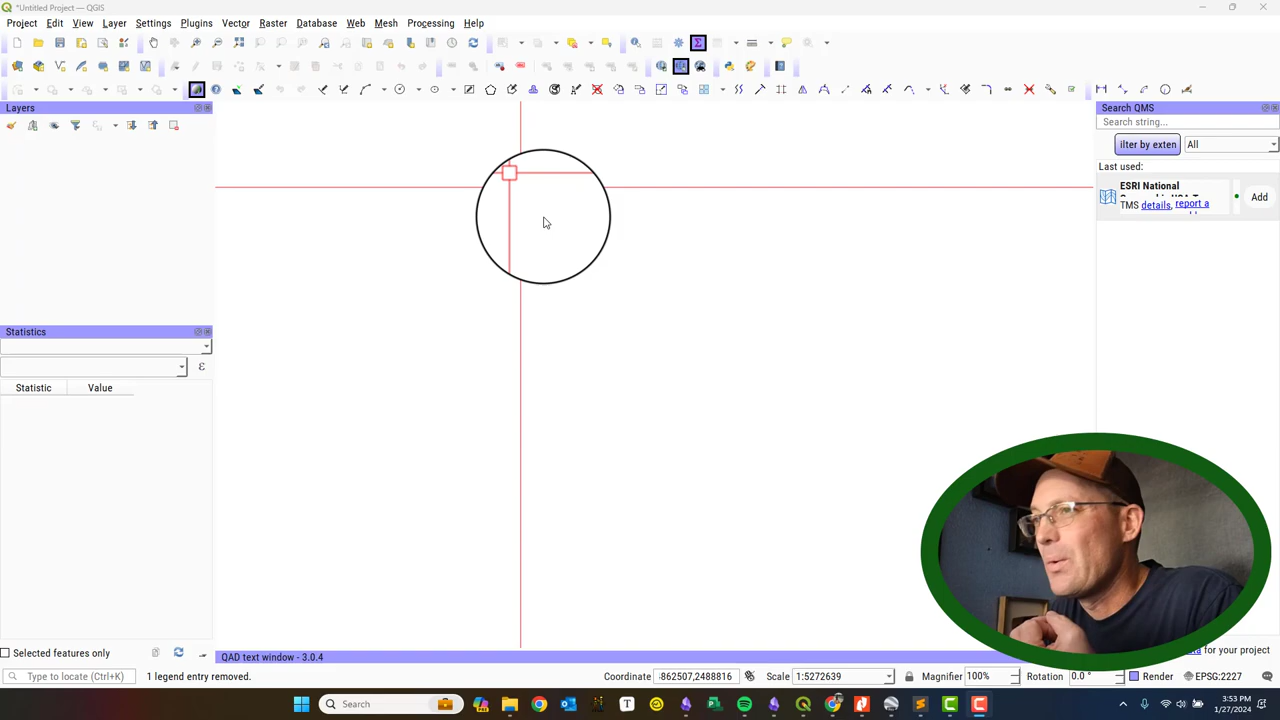 *Untitled Project — QGIS
Project Edit View Layer Settings Plugins Vector Raster Database Web Mesh Processing Help
Layers
Search QMS
Search string...
ilter by exten All
Last used:
ESRI National
TMS details, report a
Add
Statistics
Statistic Value
Selected features only
QAD text window - 3.0.4
for your project
Type to locate (Ctrl+K) 1 legend entry removed. Coordinate -862507,2488816 Scale 1:5272639 Magnifier 100% Rotation 0.0 ° Render EPSG:2227
Search
3:53 PM
1/27/2024